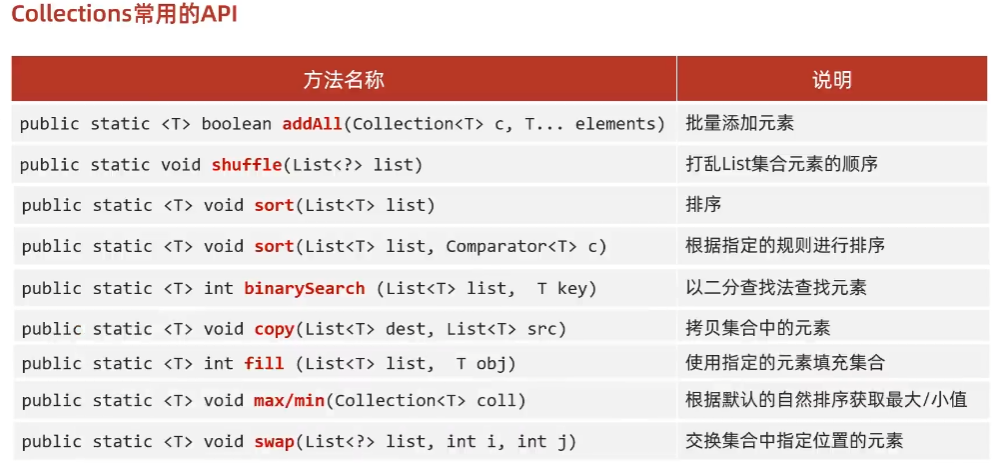 Collections常用的API
方法名称 说明
public static <T> boolean addAll(Collection<T> c, T... elements) 批量添加元素
public static void shuffle(List<?> list) 打乱List集合元素的顺序
public static <T> void sort(List<T> list) 排序
public static <T> void sort(List<T> list, Comparator<T> c) 根据指定的规则进行排序
public static <T> int binarySearch (List<T> list, T key) 以二分查找法查找元素
public static <T> void copy(List<T> dest, List<T> src) 拷贝集合中的元素
public static <T> int fill (List<T> list, T obj) 使用指定的元素填充集合
public static <T> void max/min(Collection<T> coll) 根据默认的自然排序获取最大/小值
public static <T> void swap(List<?> list, int i, int j) 交换集合中指定位置的元素